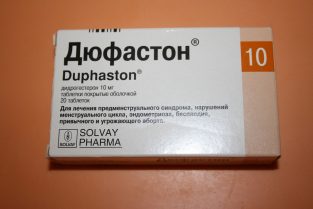 Дюфастон®
10
Duphaston®
дидрогестерон 10 мг
таблетки покрытые оболочкой
20 таблеток
Для лечения предменструального синдрома, нарушений
менструального цикла, эндометриоза, бесплодия,
привычного и угрожающего аборта.
SOLVAY
SOLVAY
PHARMA